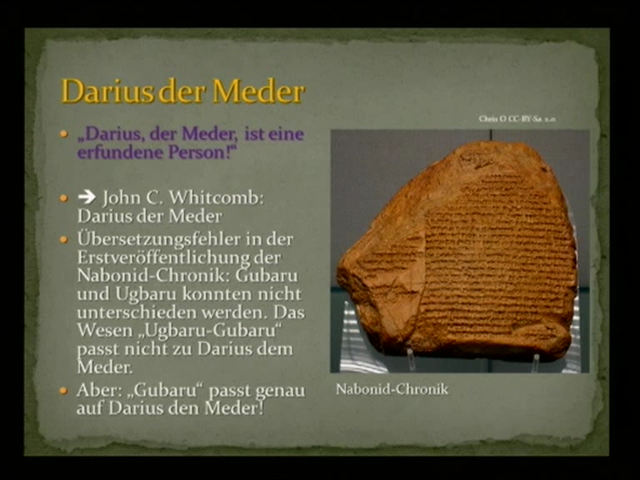 Darius der Meder
Chris O CC-BY-Sa
„Darius, der Meder, ist eine
erfundene Person!“
➔ John C. Whitcomb:
Darius der Meder
Übersetzungsfehler in der
Erstveröffentlichung der
Nabonid-Chronik: Gubaru
und Ugbaru konnten nicht
unterschieden werden. Das
Wesen „Ugbaru-Gubaru“
passt nicht zu Darius dem
Meder.
Aber: „Gubaru“ passt genau
auf Darius den Meder!
Nabonid-Chronik